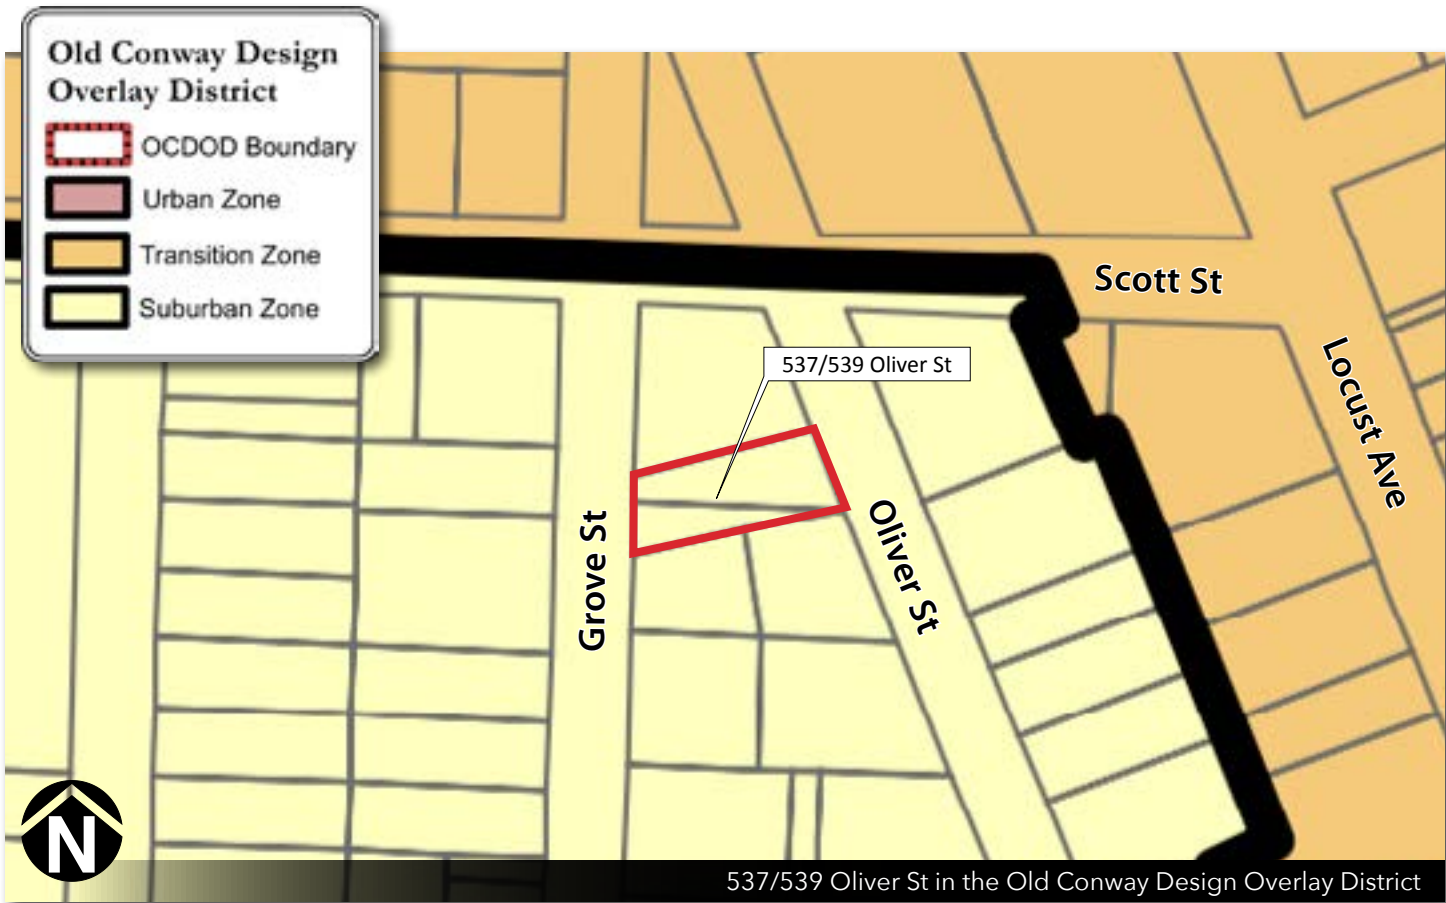 Old Conway Design
Overlay District
OCDOD Boundary
Urban Zone
Transition Zone
Suburban Zone
Scott St
537/539 Oliver St
Locust Ave
Oliver St
Grove St
N
537/539 Oliver St in the Old Conway Design Overlay District